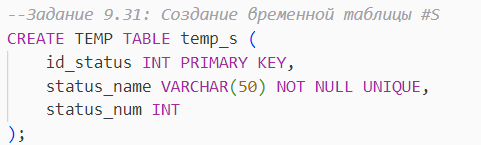 --Задание 9.31: Создание временной таблицы #S
CREATE TEMP TABLE temp_s (
    id_status INT PRIMARY KEY,
    status_name VARCHAR(50) NOT NULL UNIQUE,
    status_num INT
);